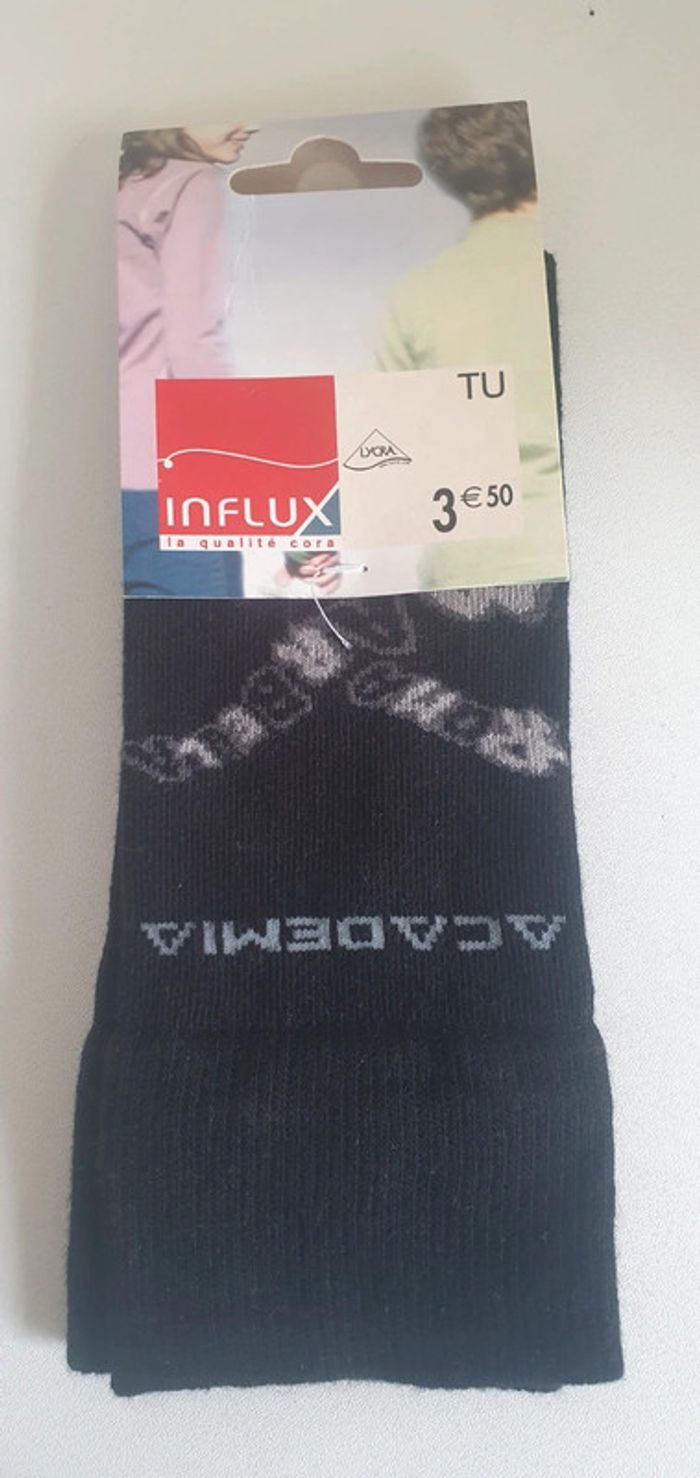 TU
LYCRA
3€50
INFLUX
la qualité cora
ACADEMIA